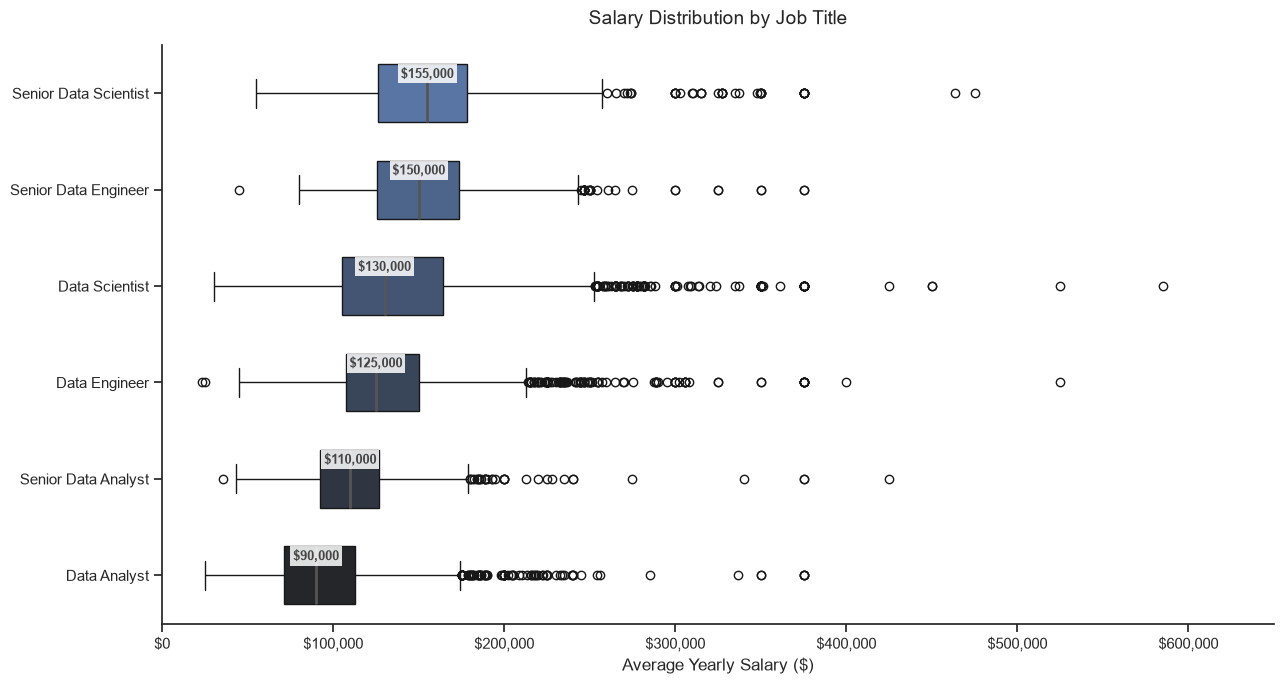 Salary Distribution by Job Title
Senior Data Scientist
$155,000
Senior Data Engineer
$150,000
Data Scientist
$130,000
Data Engineer
$125,000
Senior Data Analyst
$110,000
Data Analyst
$90,000
$0 $100,000 $200,000 $300,000 $400,000 $500,000 $600,000
Average Yearly Salary ($)